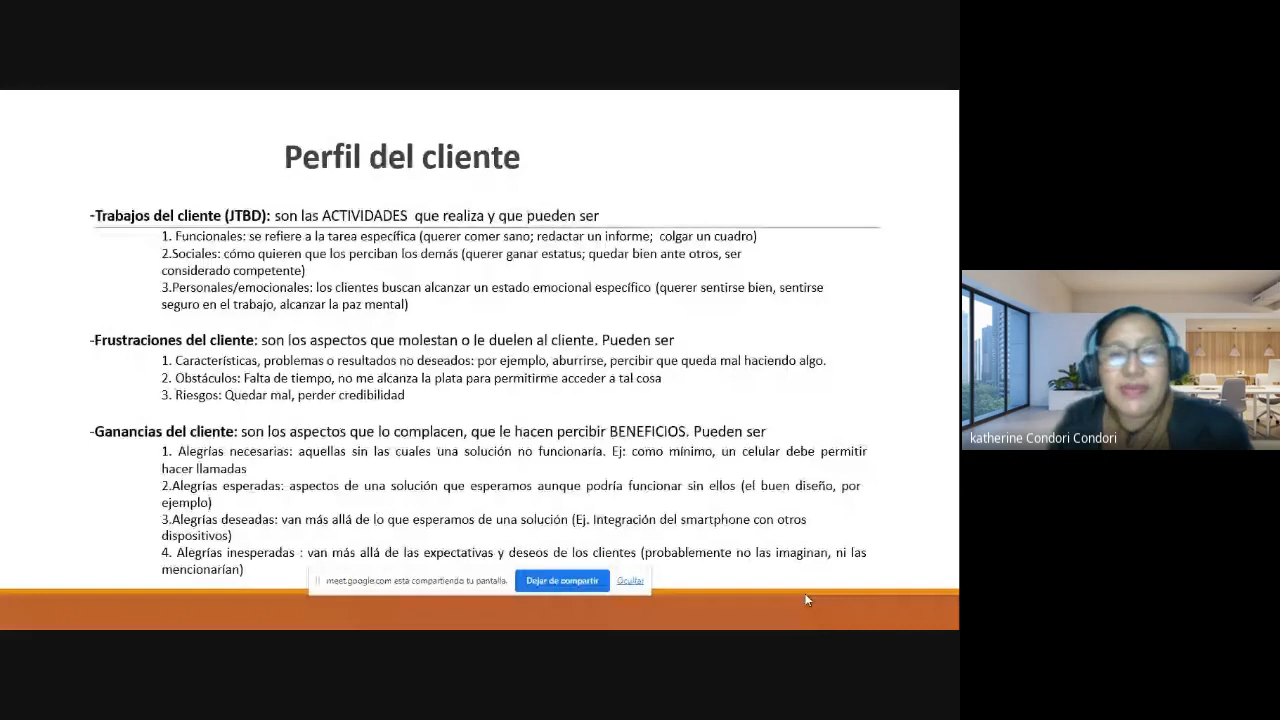 Perfil del cliente
-Trabajos del cliente (JTBD): son las ACTIVIDADES que realiza y que pueden ser
1. Funcionales: se refiere a la tarea específica (querer comer sano; redactar un informe; colgar un cuadro)
2.Sociales: cómo quieren que los perciban los demás (querer ganar estatus; quedar bien ante otros, ser
considerado competente)
3.Personales/emocionales: los clientes buscan alcanzar un estado emocional específico (querer sentirse bien, sentirse
seguro en el trabajo, alcanzar la paz mental)
-Frustraciones del cliente: son los aspectos que molestan o le duelen al cliente. Pueden ser
1. Características, problemas o resultados no deseados: por ejemplo, aburrirse, percibir que queda mal haciendo algo.
2. Obstáculos: Falta de tiempo, no me alcanza la plata para permitirme acceder a tal cosa
3. Riesgos: Quedar mal, perder credibilidad
-Ganancias del cliente: son los aspectos que lo complacen, que le hacen percibir BENEFICIOS. Pueden ser
1. Alegrías necesarias: aquellas sin las cuales una solución no funcionaría. Ej: como mínimo, un celular debe permitir
hacer llamadas
2.Alegrías esperadas: aspectos de una solución que esperamos aunque podría funcionar sin ellos (el buen diseño, por
ejemplo)
3.Alegrías deseadas: van más allá de lo que esperamos de una solución (Ej. Integración del smartphone con otros
dispositivos)
4. Alegrías inesperadas : van más allá de las expectativas y deseos de los clientes (probablemente no las imaginan, ni las
mencionarían)
meet.google.com está compartiendo tu pantalla. Dejar de compartir Ocultar
katherine Condori Condori